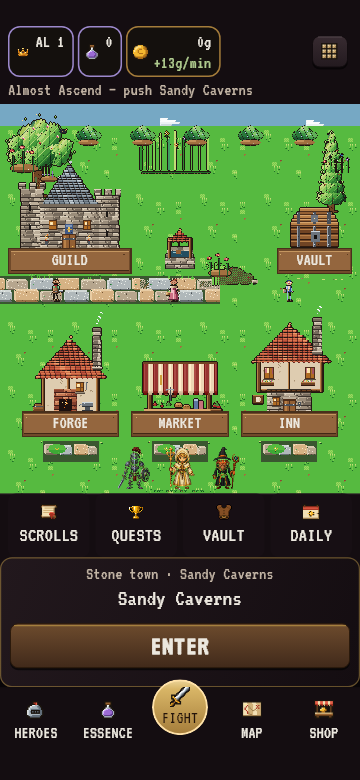 AL 1
0
0g
+13g/min
Almost Ascend - push Sandy Caverns
GUILD
VAULT
FORGE
MARKET
INN
SCROLLS
QUESTS
VAULT
DAILY
Stone town · Sandy Caverns
Sandy Caverns
ENTER
HEROES
ESSENCE
FIGHT
MAP
SHOP